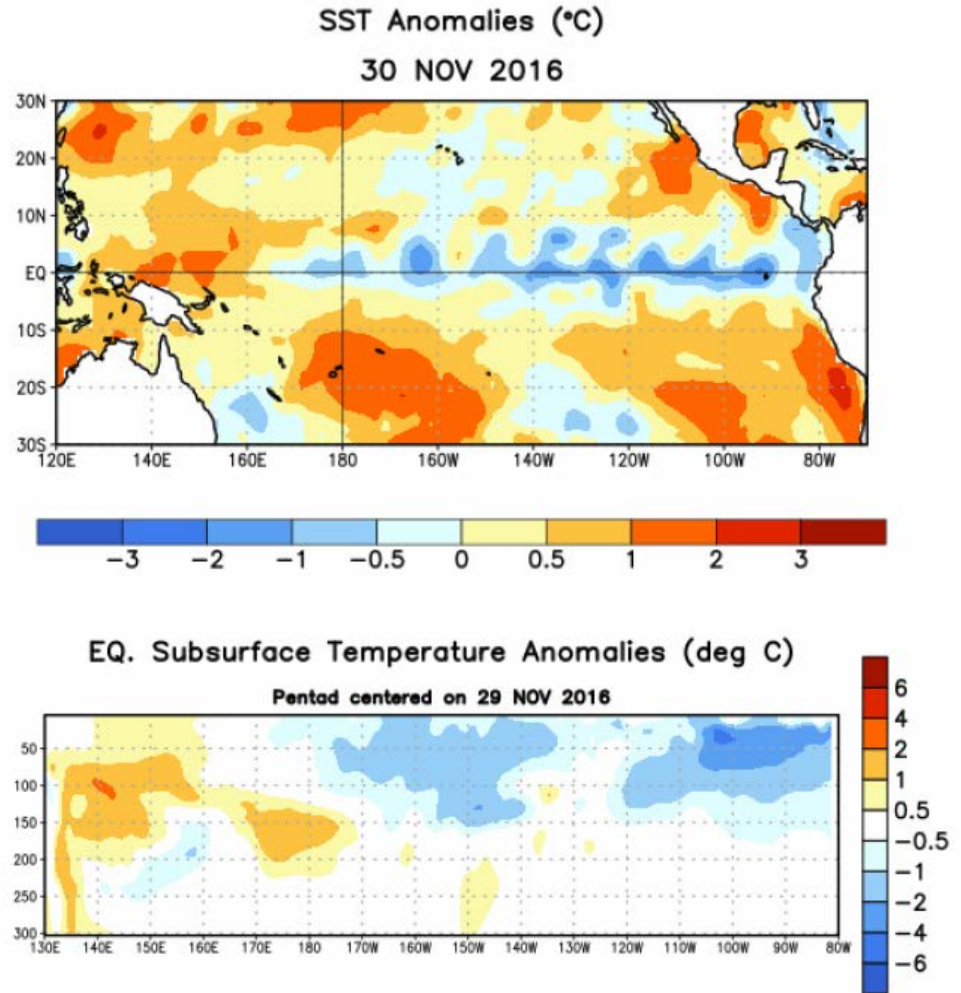 SST Anomalies (°C)
30 NOV 2016
30N
20N
10N
EQ
10S
20S
30S
120E 140E 160E 180 160W 140W 120W 100W 80W
-3 -2 -1 -0.5 0 0.5 1 2 3
EQ. Subsurface Temperature Anomalies (deg C)
Pentad centered on 29 NOV 2016
50
100
150
200
250
300
130E 140E 150E 160E 170E 180 170W 160W 150W 140W 130W 120W 110W 100W 90W 80W
6
4
2
1
0.5
-0.5
-1
-2
-4
-6